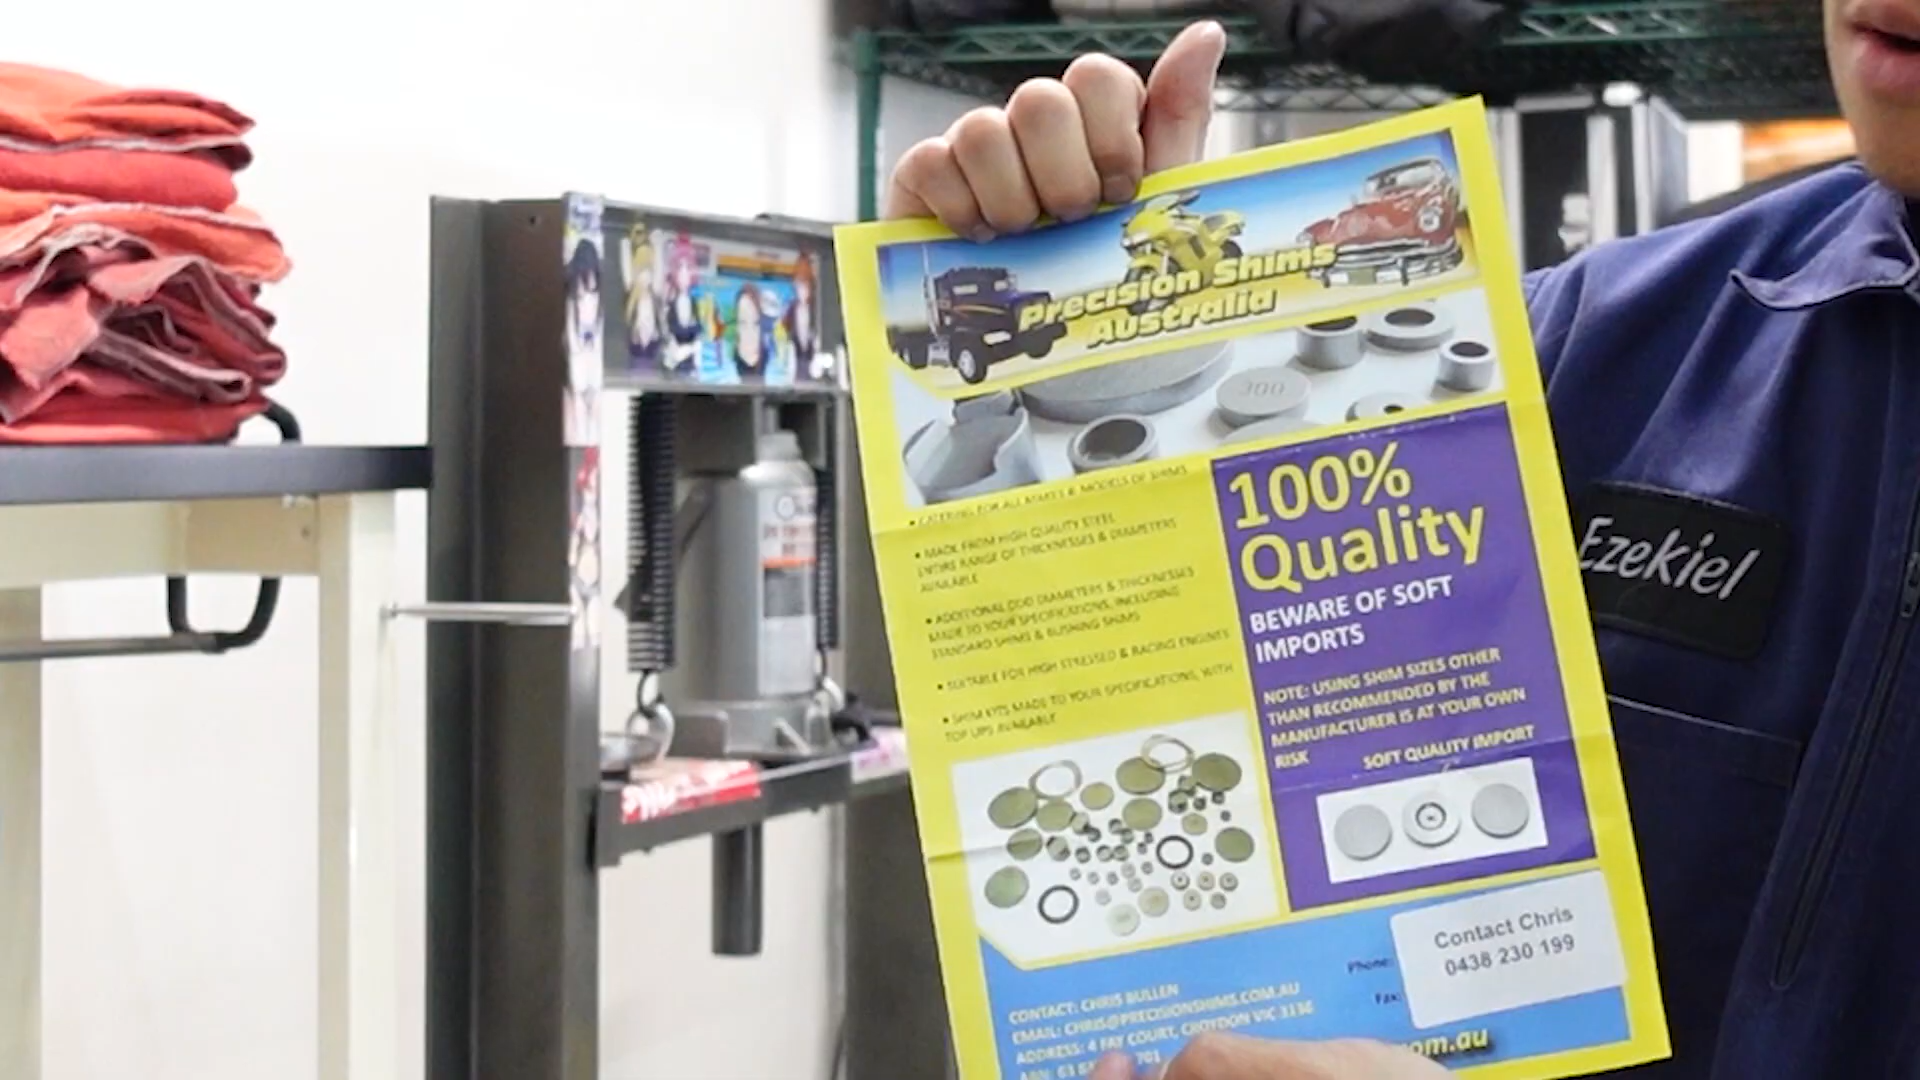 Precision Shims
Australia
300
• CATERING FOR ALL MAKES & MODELS OF SHIMS
• MADE FROM HIGH QUALITY STEEL
ENTIRE RANGE OF THICKNESSES & DIAMETERS
AVAILABLE
• ADDITIONAL ODD DIAMETERS & THICKNESSES
MADE TO YOUR SPECIFICATIONS, INCLUDING
STANDARD SHIMS & BUSHING SHIMS
• SUITABLE FOR HIGH STRESSED & RACING ENGINES
• SHIM KITS MADE TO YOUR SPECIFICATIONS, WITH
TOP UPS AVAILABLE
100%
Quality
BEWARE OF SOFT
IMPORTS
NOTE: USING SHIM SIZES OTHER
THAN RECOMMENDED BY THE
MANUFACTURER IS AT YOUR OWN
RISK
SOFT QUALITY IMPORT
Ezekiel
Contact Chris
0438 230 199
Phone:
Fax:
CONTACT: CHRIS BULLEN
EMAIL: CHRIS@PRECISIONSHIMS.COM.AU
ADDRESS: 4 FAY COURT, CROYDON VIC 3136
ABN: 63 701
om.au